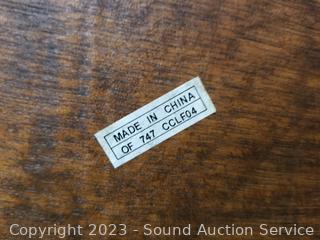 MADE IN CHINA
OF 747 CCLF04
Copyright 2023 - Sound Auction Service